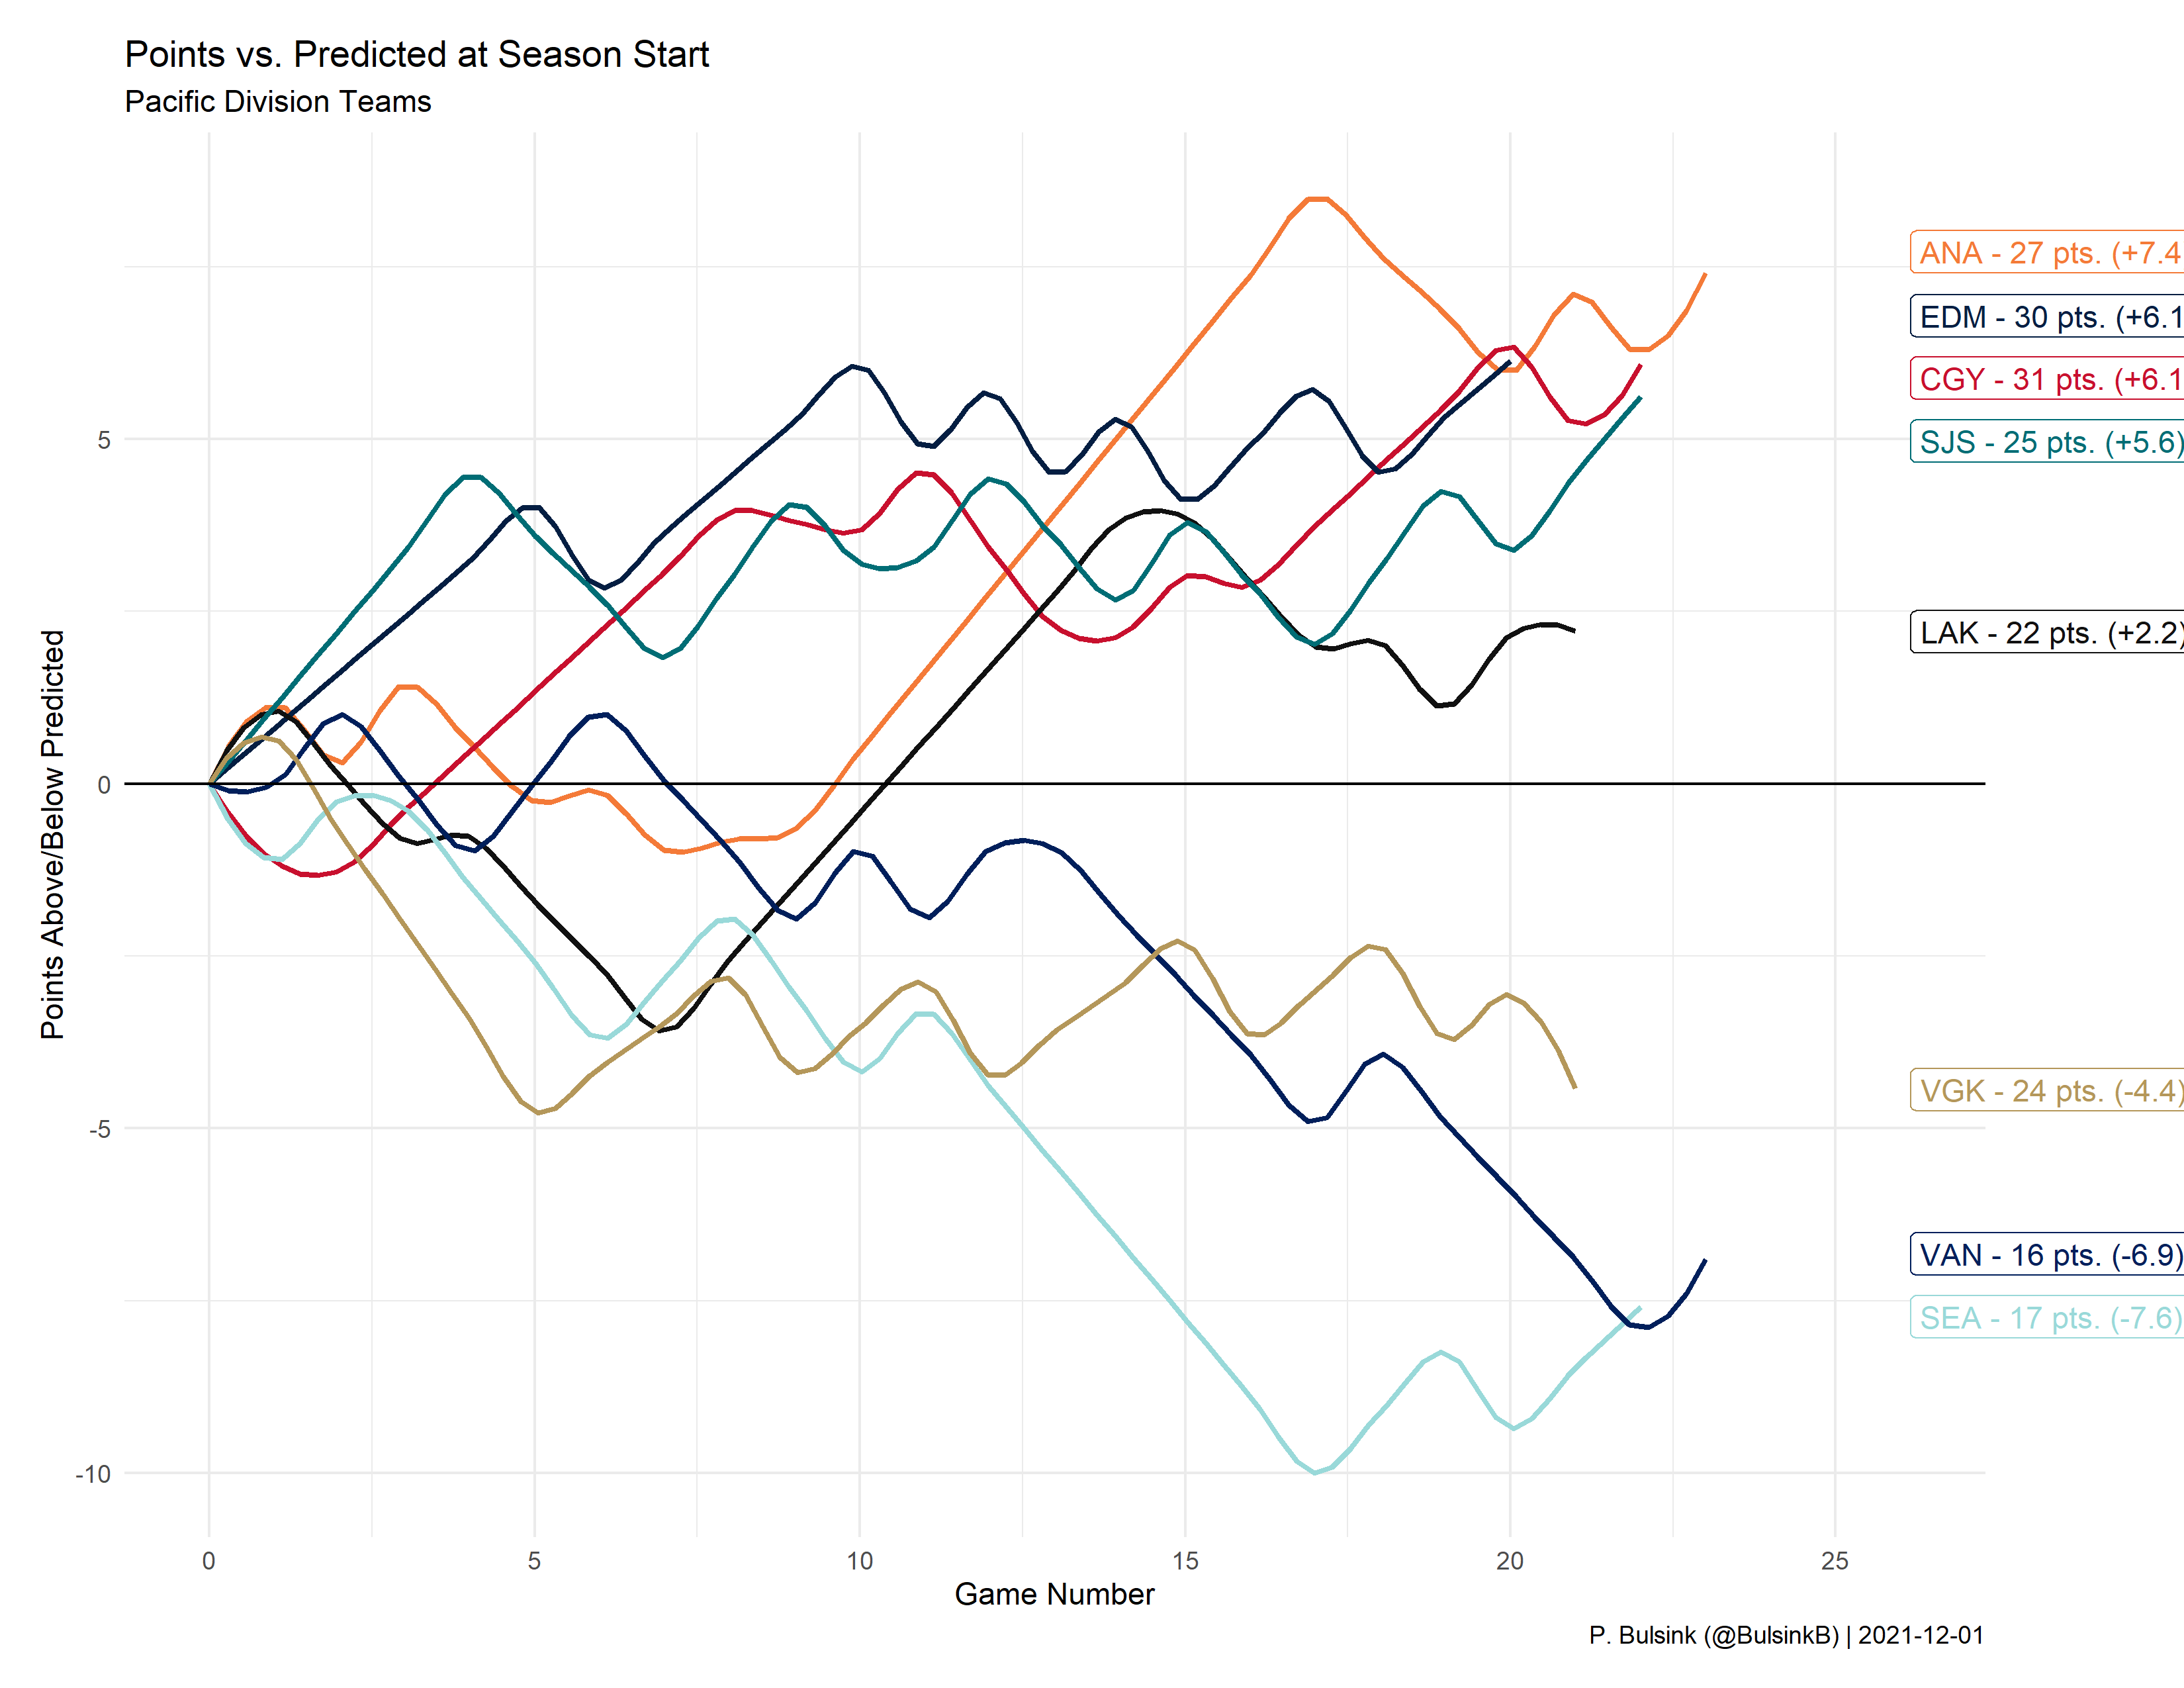 Points vs. Predicted at Season Start
Pacific Division Teams
Points Above/Below Predicted
5
0
-5
-10
ANA - 27 pts. (+7.4
EDM - 30 pts. (+6.1
CGY - 31 pts. (+6.1
SJS - 25 pts. (+5.6)
LAK - 22 pts. (+2.2)
VGK - 24 pts. (-4.4)
VAN - 16 pts. (-6.9)
SEA - 17 pts. (-7.6)
0 5 10 15 20 25
Game Number
P. Bulsink (@BulsinkB) | 2021-12-01